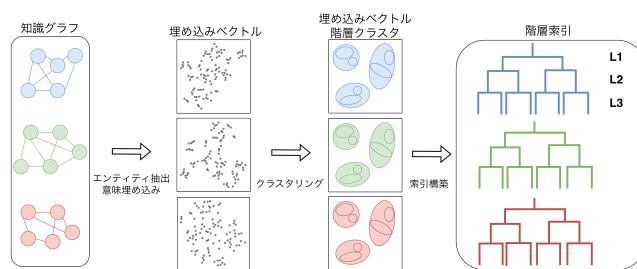 知識グラフ
埋め込みベクトル
埋め込みベクトル
階層クラスタ
階層索引
L1
L2
L3
エンティティ抽出
意味埋め込み
クラスタリング
索引構築